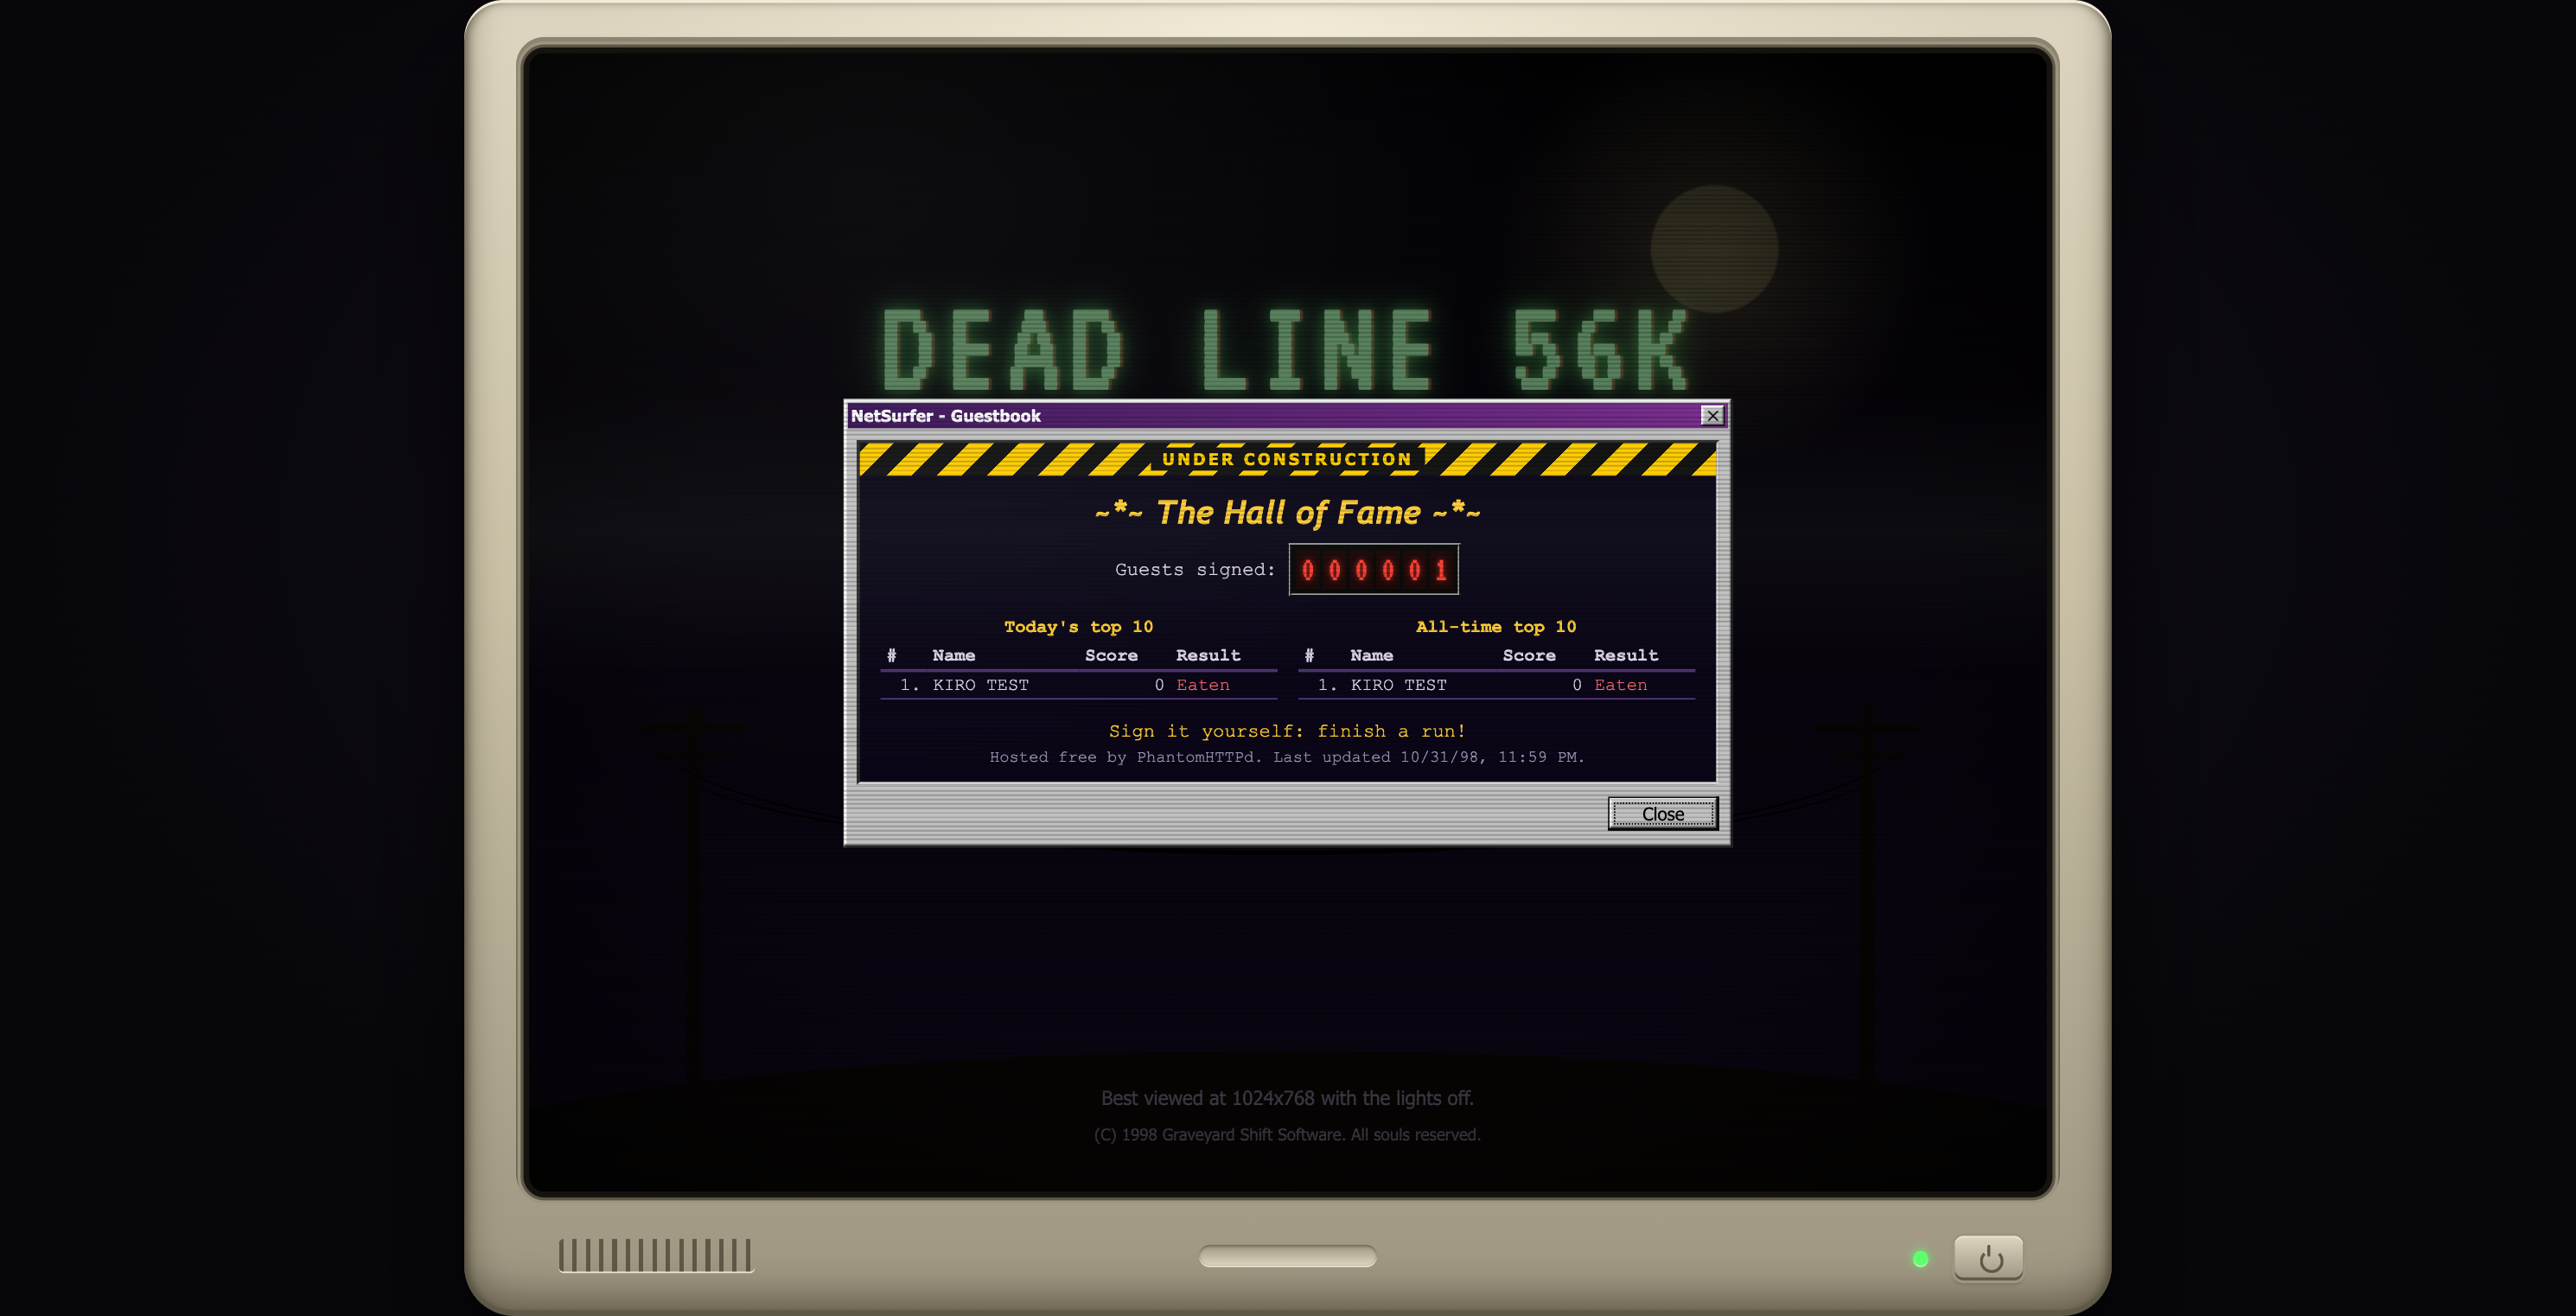 DEAD LINE 56K
NetSurfer - Guestbook
UNDER CONSTRUCTION
~*~ The Hall of Fame ~*~
Guests signed: 000001
Today's top 10
# Name Score Result
1. KIRO TEST 0 Eaten
All-time top 10
# Name Score Result
1. KIRO TEST 0 Eaten
Sign it yourself: finish a run!
Hosted free by PhantomHTTPd. Last updated 10/31/98, 11:59 PM.
Close
Best viewed at 1024x768 with the lights off.
(C) 1998 Graveyard Shift Software. All souls reserved.